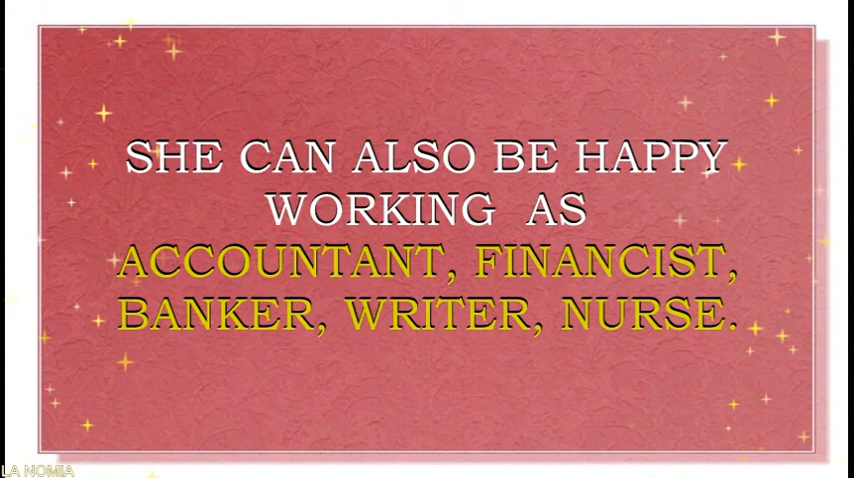 SHE CAN ALSO BE HAPPY
WORKING AS
ACCOUNTANT, FINANCIST,
BANKER, WRITER, NURSE.
LA NOMIA